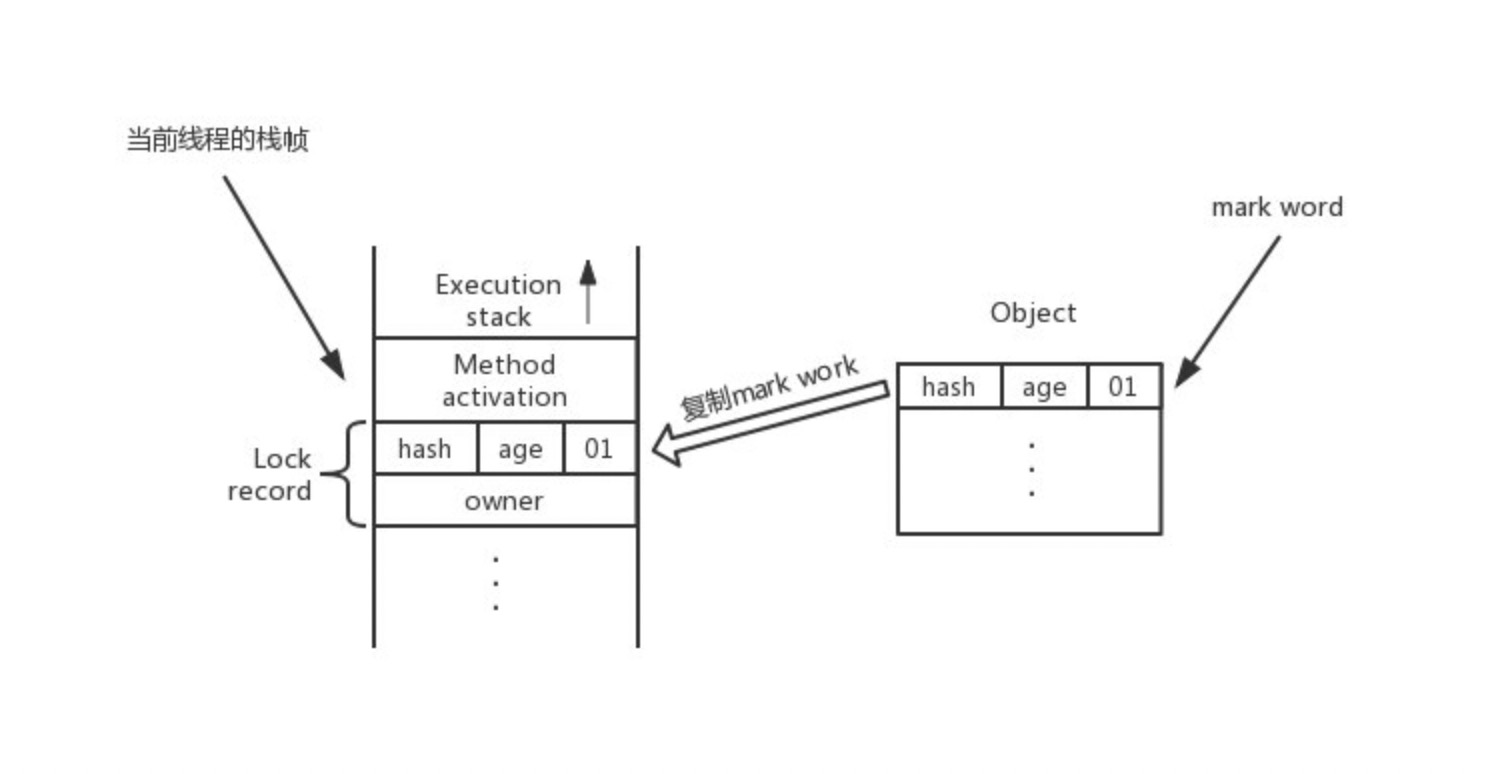 当前线程的栈帧
mark word
Execution
stack
Object
Method
activation
复制mark work
hash age 01
hash age 01
Lock
record
owner